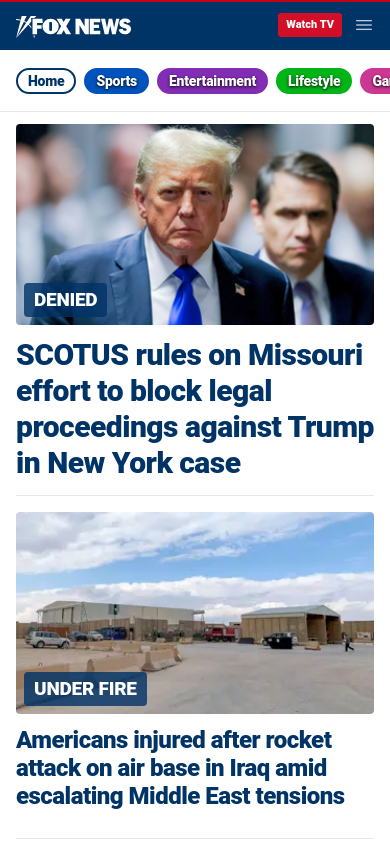 FOX NEWS
Watch TV
Home
Sports
Entertainment
Lifestyle
DENIED
SCOTUS rules on Missouri
effort to block legal
proceedings against Trump
in New York case
UNDER FIRE
Americans injured after rocket
attack on air base in Iraq amid
escalating Middle East tensions